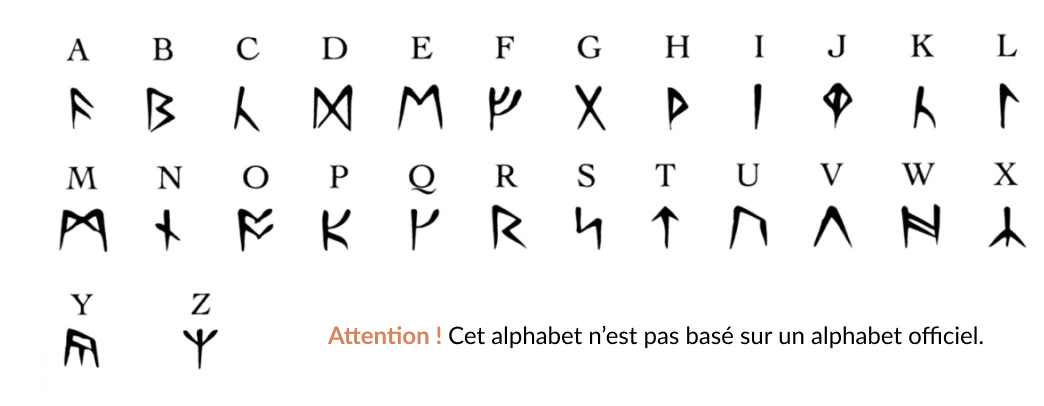 A B C D E F G H I J K L
ᚨ ᛒ ᚳ ᛞ ᛖ ᚠ ᚷ ᚦ ᛁ ᛄ ᚴ ᛚ
M N O P Q R S T U V W X
ᛗ ᚾ ᚩ ᛕ ᚴ ᚱ ᛋ ᛏ ᚢ ᚢ ᚻ ᛣ
Y Z
ᚤ ᛉ
Attention ! Cet alphabet n’est pas basé sur un alphabet officiel.